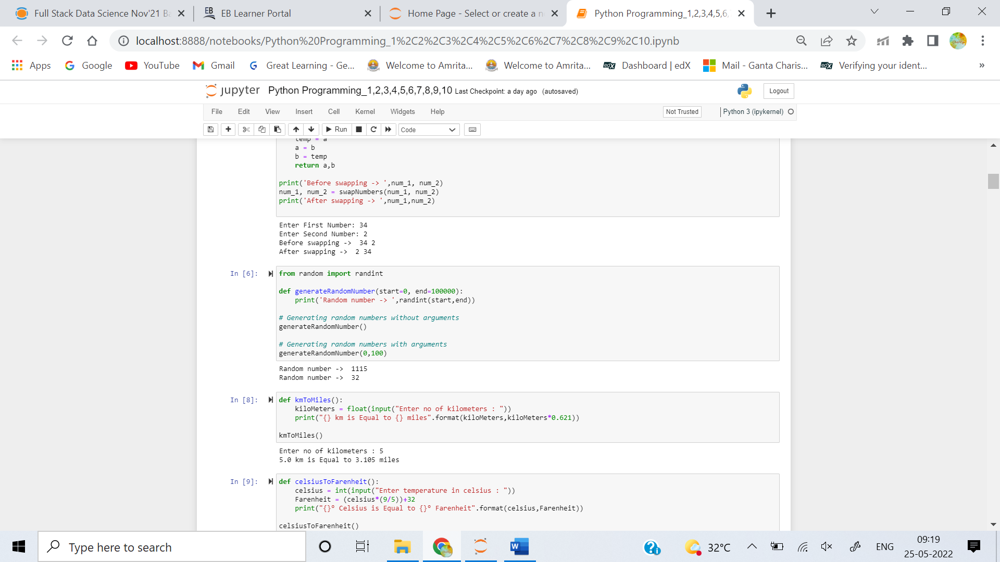 Full Stack Data Science Nov'21 Ba
EB Learner Portal
Home Page - Select or create a n
Python Programming_1,2,3,4,5,6,
localhost:8888/notebooks/Python%20Programming_1%2C2%2C3%2C4%2C5%2C6%2C7%2C8%2C9%2C10.ipynb
Apps
Google
YouTube
Gmail
Great Learning - Ge...
Welcome to Amrita...
Welcome to Amrita...
Dashboard | edX
Mail - Ganta Charis...
Verifying your ident...
»
jupyter Python Programming_1,2,3,4,5,6,7,8,9,10 Last Checkpoint: a day ago (autosaved)
Logout
File Edit View Insert Cell Kernel Widgets Help
Not Trusted
Python 3 (ipykernel)
Run
Code
temp = a
a = b
b = temp
return a,b
print('Before swapping -> ',num_1, num_2)
num_1, num_2 = swapNumbers(num_1, num_2)
print('After swapping -> ',num_1,num_2)
Enter First Number: 34
Enter Second Number: 2
Before swapping ->  34 2
After swapping ->  2 34
In [6]:
from random import randint
def generateRandomNumber(start=0, end=100000):
print('Random number -> ',randint(start,end))
# Generating random numbers without arguments
generateRandomNumber()
# Generating random numbers with arguments
generateRandomNumber(0,100)
Random number ->  1115
Random number ->  32
In [8]:
def kmToMiles():
kiloMeters = float(input("Enter no of kilometers : "))
print("{} km is Equal to {} miles".format(kiloMeters,kiloMeters*0.621))
kmToMiles()
Enter no of kilometers : 5
5.0 km is Equal to 3.105 miles
In [9]:
def celsiusToFarenheit():
celsius = int(input("Enter temperature in celsius : "))
Farenheit = (celsius*(9/5))+32
print("{}° Celsius is Equal to {}° Farenheit".format(celsius,Farenheit))
celsiusToFarenheit()
Type here to search
32°C
ENG
09:19
25-05-2022